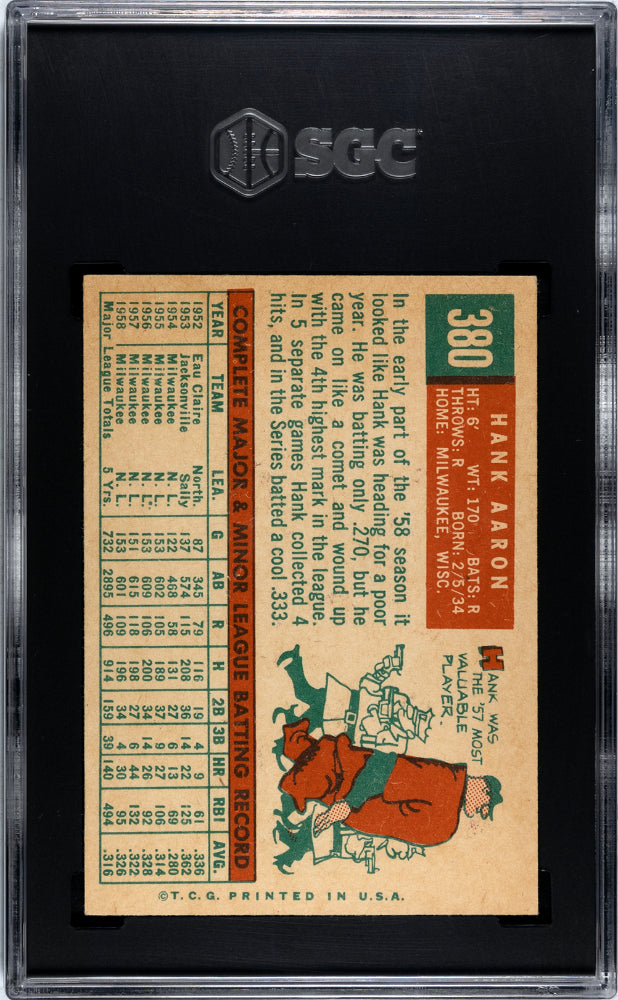 SGC
380
HANK AARON
HT: 6' WT: 170 BATS: R
THROWS: R BORN: 2/5/34
HOME: MILWAUKEE, WISC.
In the early part of the '58 season it
looked like Hank was heading for a poor
year. He was batting only .270, but he
came on like a comet and wound up
with the 4th highest mark in the league.
In 5 separate games Hank collected 4
hits, and in the Series batted a cool .333.
HANK WAS
THE '57 MOST
VALUABLE
PLAYER
COMPLETE MAJOR & MINOR LEAGUE BATTING RECORD
YEAR TEAM LEA. G AB R H 2B 3B HR RBI AVG.
1952 Eau Claire North. 87 345 79 116 19 4 9 61 .336
1953 Jacksonville Sally 137 574 115 208 36 14 22 125 .362
1954 Milwaukee N. L. 122 468 58 131 27 6 13 69 .280
1955 Milwaukee N. L. 153 602 105 189 37 9 27 106 .314
1956 Milwaukee N. L. 153 609 106 200 34 14 26 92 .328
1957 Milwaukee N. L. 151 615 118 198 27 6 44 132 .322
1958 Milwaukee N. L. 153 601 109 196 34 4 30 95 .326
Major League Totals 5 Yrs. 732 2895 496 914 159 39 140 494 .316
©T.C.G. PRINTED IN U.S.A.